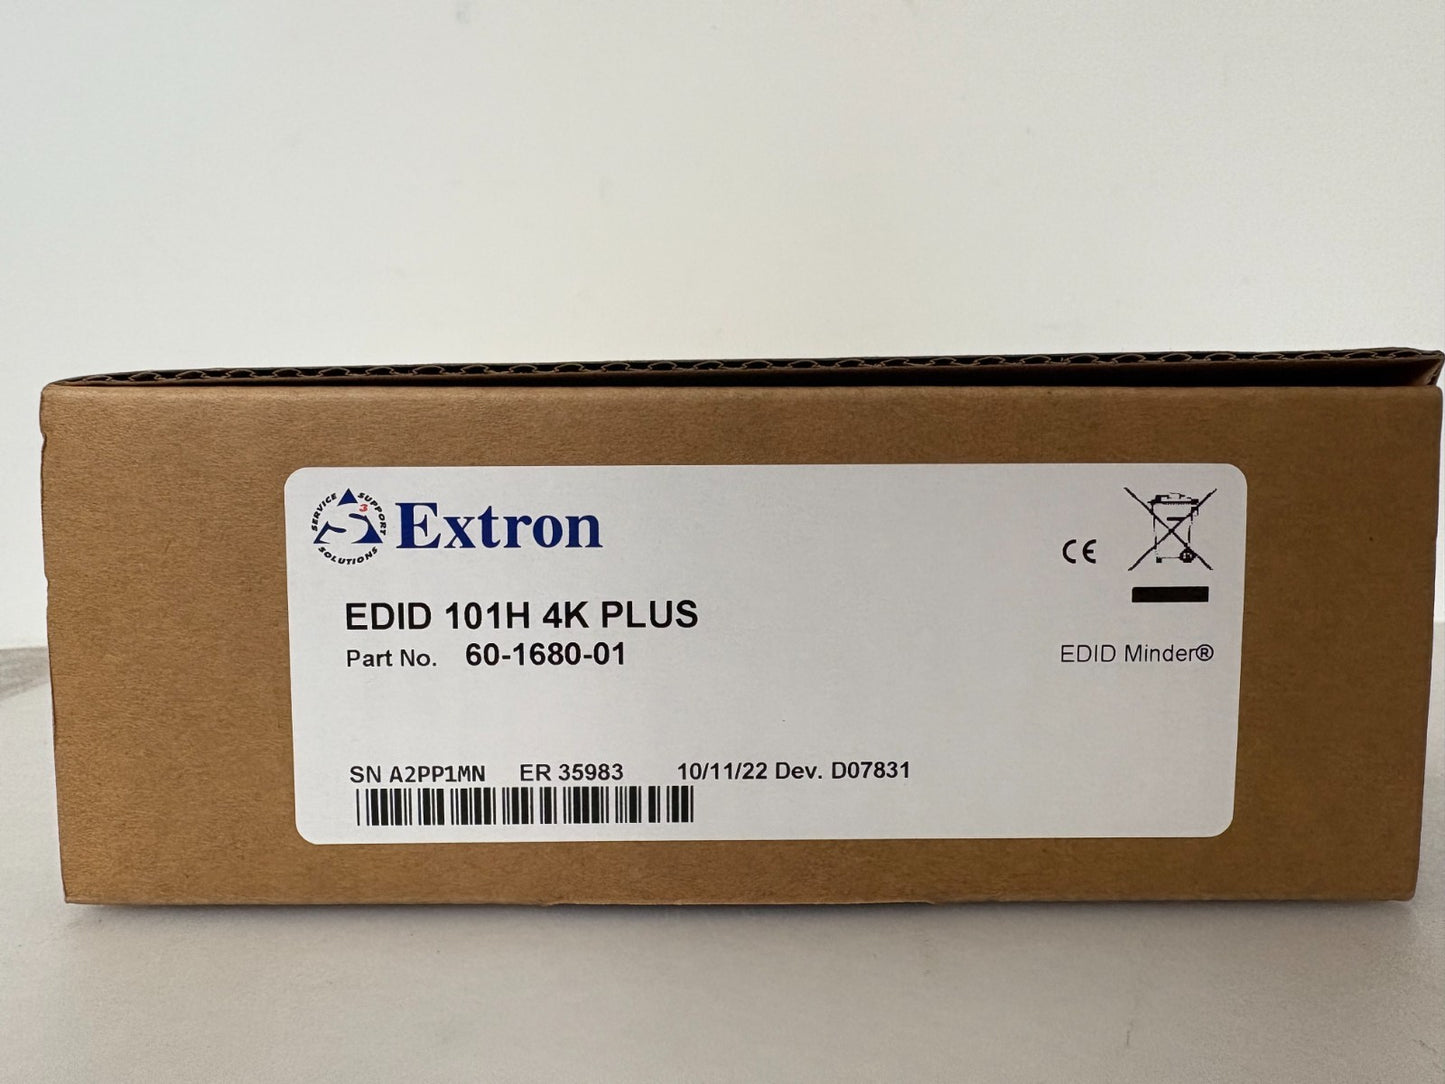 SERVICE SUPPORT SOLUTIONS
3
Extron
CE
EDID 101H 4K PLUS
Part No. 60-1680-01
EDID Minder®
SN A2PP1MN ER 35983 10/11/22 Dev. D07831